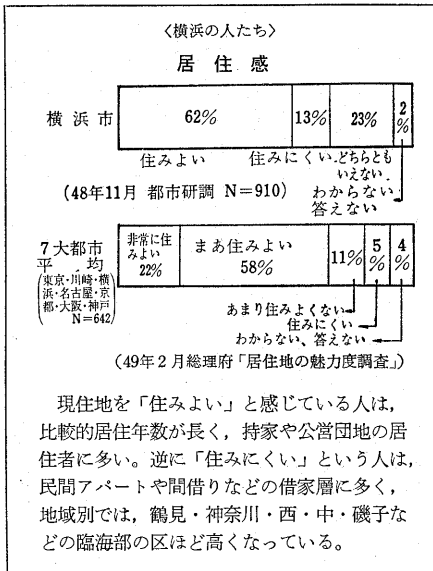 〈横浜の人たち〉
居住感
横浜市
62%
13%
23%
2%
住みよい
住みにくい
どちらともいえない
わからない
答えない
(48年11月 都市研調 N=910)
7大都市
平均
(東京・川崎・横
浜・名古屋・京
都・大阪・神戸
N=642)
非常に住
みよい
22%
まあ住みよい
58%
11%
5%
4%
あまり住みよくない
住みにくい
わからない、答えない
(49年2月総理府「居住地の魅力度調査」)
現住地を「住みよい」と感じている人は,
比較的居住年数が長く,持家や公営団地の居
住者に多い。逆に「住みにくい」という人は,
民間アパートや間借りなどの借家層に多く,
地域別では,鶴見・神奈川・西・中・磯子な
どの臨海部の区ほど高くなっている。